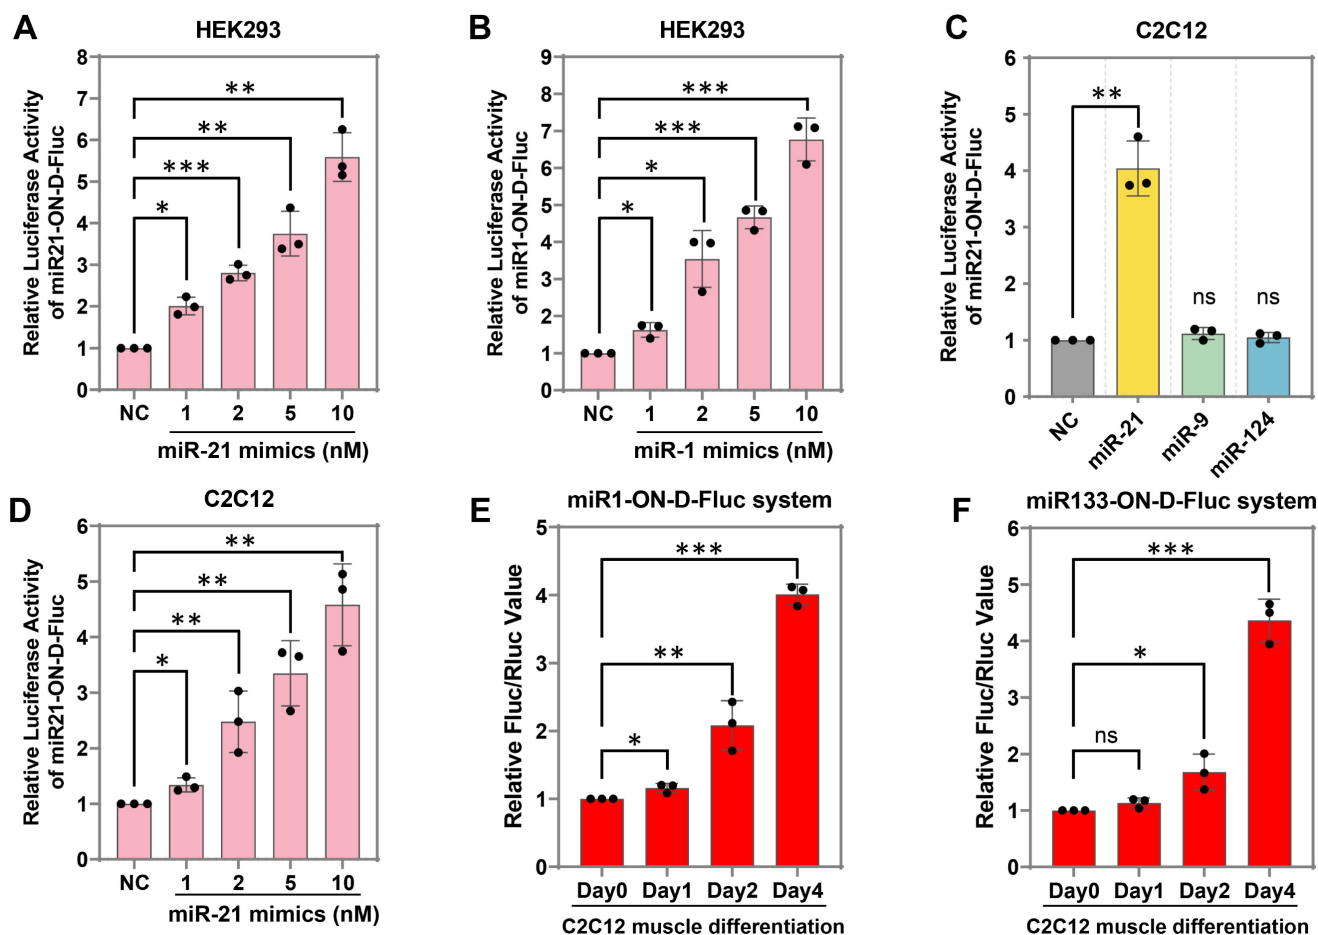 A
HEK293
Relative Luciferase Activity
of miR21-ON-D-Fluc
8
7
6
5
4
3
2
1
0
**
**
***
*
NC
1
2
5
10
miR-21 mimics (nM)
B
HEK293
Relative Luciferase Activity
of miR1-ON-D-Fluc
9
8
7
6
5
4
3
2
1
0
***
***
*
*
NC
1
2
5
10
miR-1 mimics (nM)
C
C2C12
Relative Luciferase Activity
of miR21-ON-D-Fluc
6
5
4
3
2
1
0
**
ns
ns
NC
miR-21
miR-9
miR-124
D
C2C12
Relative Luciferase Activity
of miR21-ON-D-Fluc
6
5
4
3
2
1
0
**
**
**
*
NC
1
2
5
10
miR-21 mimics (nM)
E
miR1-ON-D-Fluc system
Relative Fluc/Rluc Value
5
4
3
2
1
0
***
**
*
Day0
Day1
Day2
Day4
C2C12 muscle differentiation
F
miR133-ON-D-Fluc system
Relative Fluc/Rluc Value
6
5
4
3
2
1
0
***
*
ns
Day0
Day1
Day2
Day4
C2C12 muscle differentiation